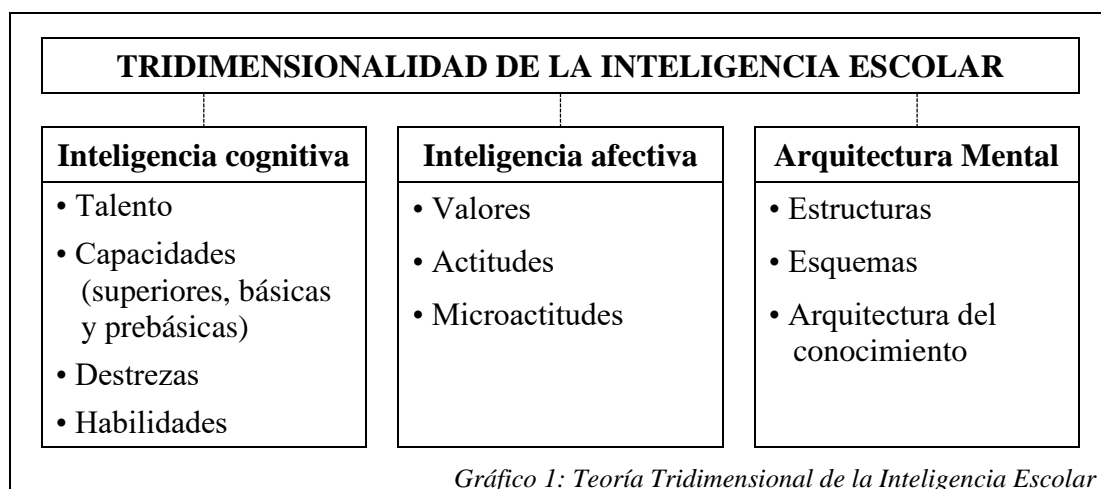 TRIDIMENSIONALIDAD DE LA INTELIGENCIA ESCOLAR
Inteligencia cognitiva
• Talento
• Capacidades
(superiores, básicas
y prebásicas)
• Destrezas
• Habilidades
Inteligencia afectiva
• Valores
• Actitudes
• Microactitudes
Arquitectura Mental
• Estructuras
• Esquemas
• Arquitectura del
conocimiento
Gráfico 1: Teoría Tridimensional de la Inteligencia Escolar